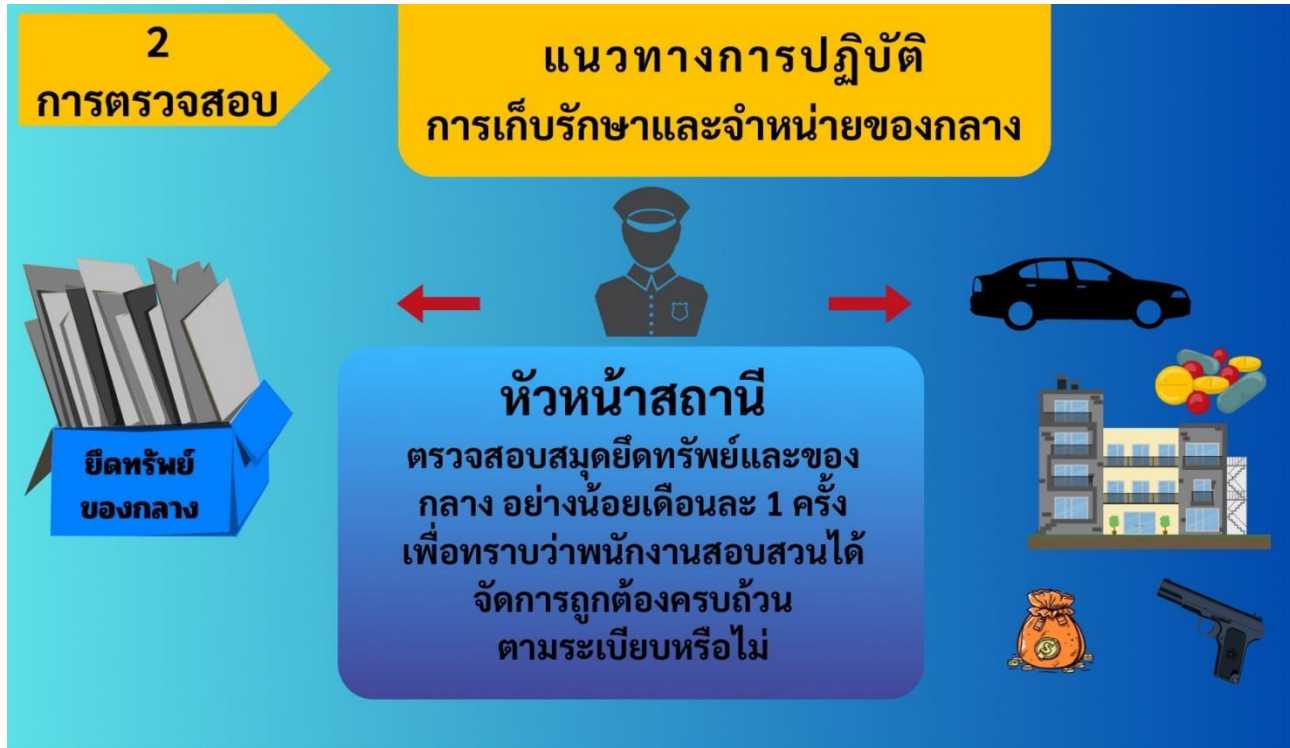 2
การตรวจสอบ
แนวทางการปฏิบัติ
การเก็บรักษาและจำหน่ายของกลาง
ยึดทรัพย์
ของกลาง
หัวหน้าสถานี
ตรวจสอบสมุดยึดทรัพย์และของ
กลาง อย่างน้อยเดือนละ 1 ครั้ง
เพื่อทราบว่าพนักงานสอบสวนได้
จัดการถูกต้องครบถ้วน
ตามระเบียบหรือไม่